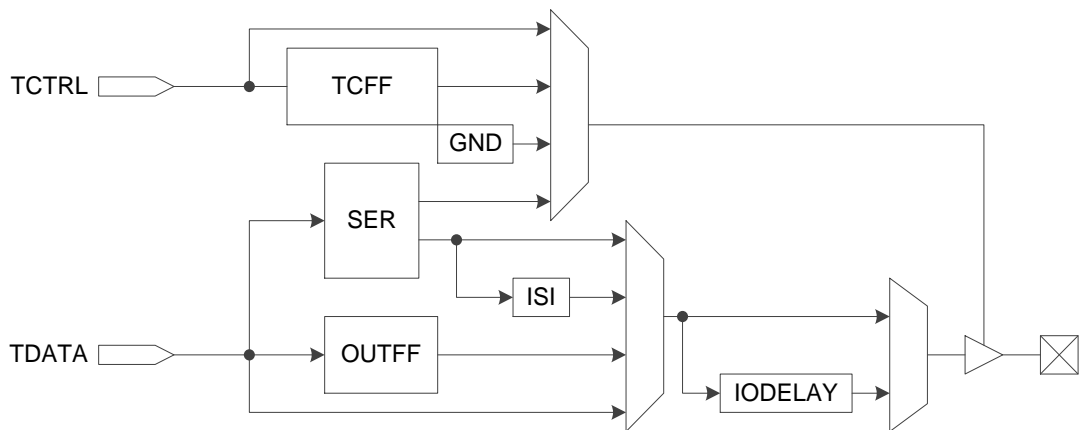 TCTRL
TCFF
GND
SER
ISI
TDATA
OUTFF
IODELAY